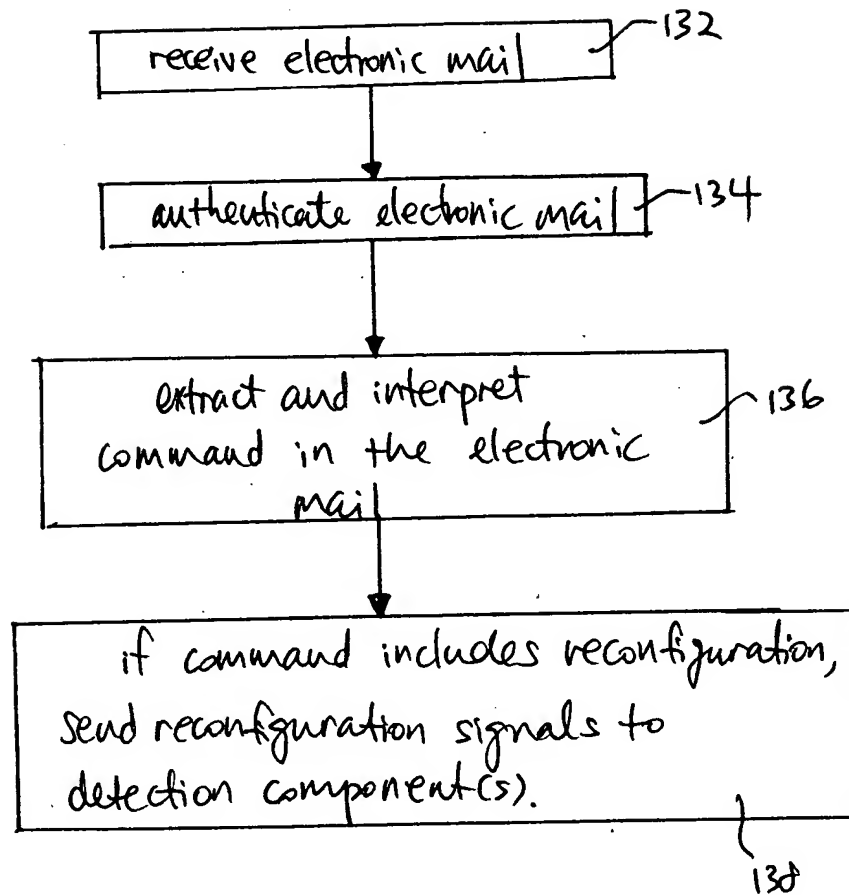 receive electronic mail
132
authenticate electronic mail
134
extract and interpret
command in the electronic
mail
136
if command includes reconfiguration,
send reconfiguration signals to
detection component(s).
138